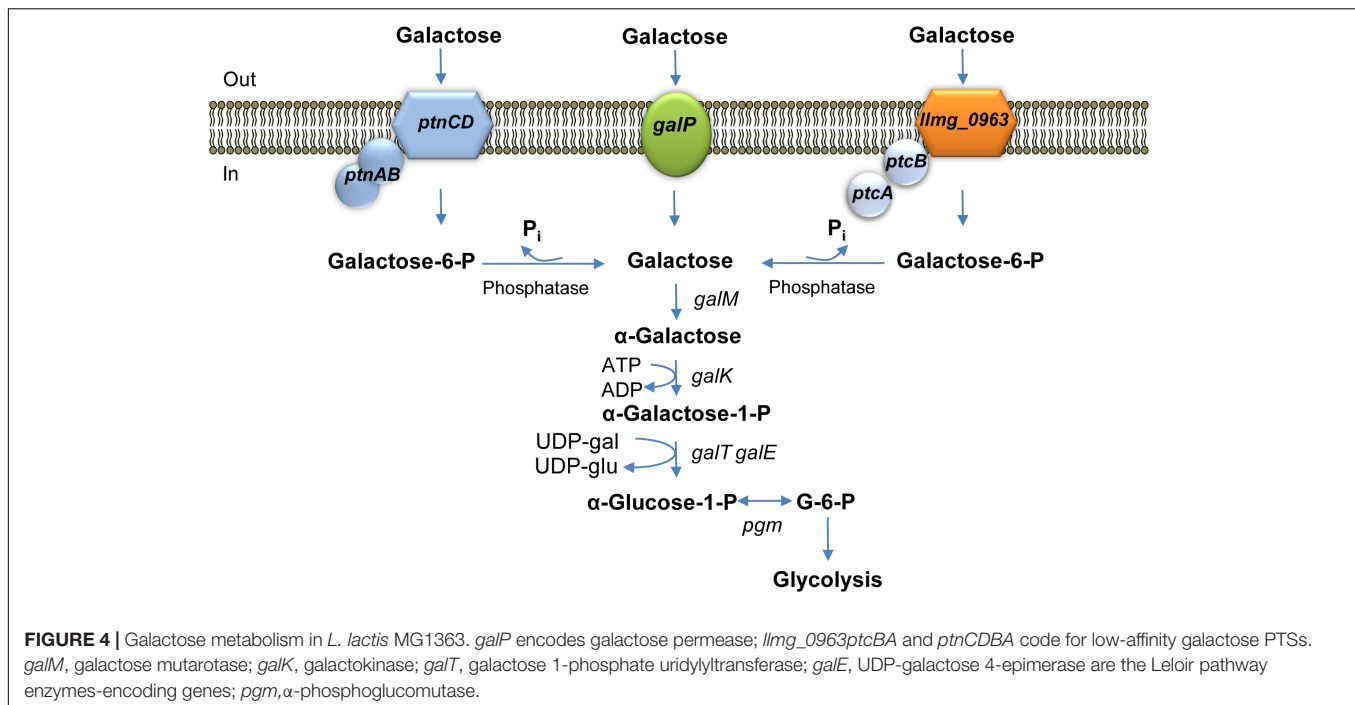 Galactose Galactose Galactose
Out
ptnCD galP llmg_0963
In ptnAB ptcB
ptcA
Pi Pi
Galactose-6-P Galactose Galactose-6-P
Phosphatase Phosphatase
galM
α-Galactose
ATP
galK
ADP
α-Galactose-1-P
UDP-gal
galT galE
UDP-glu
α-Glucose-1-P G-6-P
pgm
Glycolysis
FIGURE 4 | Galactose metabolism in L. lactis MG1363. galP encodes galactose permease; llmg_0963ptcBA and ptnCDBA code for low-affinity galactose PTSs.
galM, galactose mutarotase; galK, galactokinase; galT, galactose 1-phosphate uridylyltransferase; galE, UDP-galactose 4-epimerase are the Leloir pathway
enzymes-encoding genes; pgm,α-phosphoglucomutase.